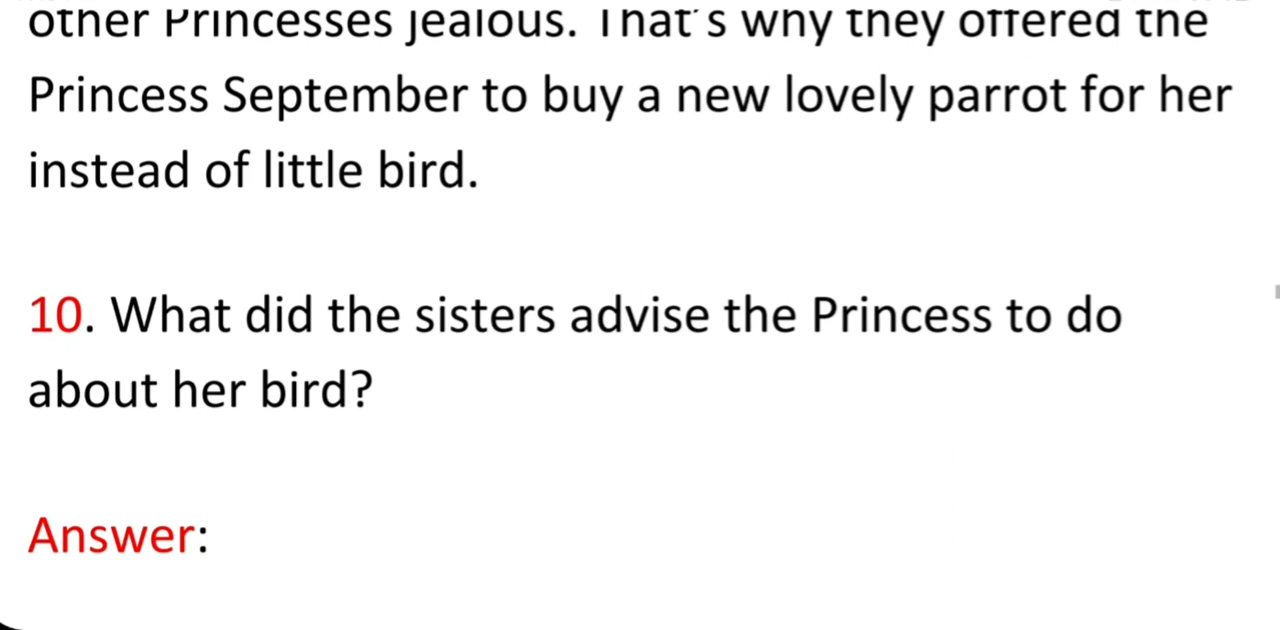 other Princesses jealous. That's why they offered the
Princess September to buy a new lovely parrot for her
instead of little bird.
10. What did the sisters advise the Princess to do
about her bird?
Answer: